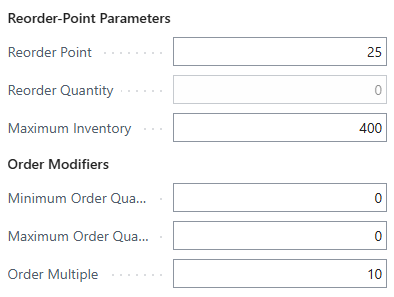 Reorder-Point Parameters
Reorder Point 25
Reorder Quantity 0
Maximum Inventory 400
Order Modifiers
Minimum Order Qua... 0
Maximum Order Qua... 0
Order Multiple 10